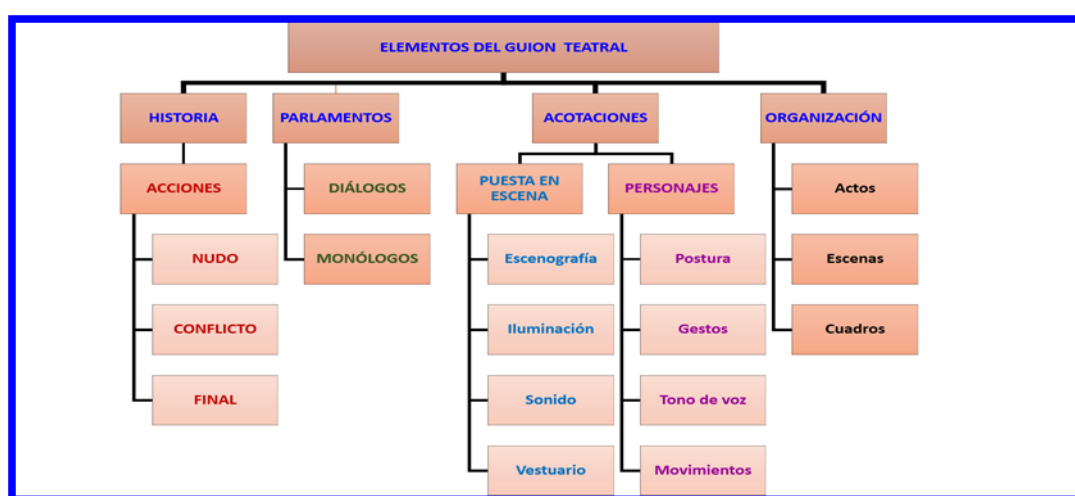 ELEMENTOS DEL GUION TEATRAL
HISTORIA
PARLAMENTOS
ACOTACIONES
ORGANIZACIÓN
ACCIONES
NUDO
CONFLICTO
FINAL
DIÁLOGOS
MONÓLOGOS
PUESTA EN
ESCENA
Escenografía
Iluminación
Sonido
Vestuario
PERSONAJES
Postura
Gestos
Tono de voz
Movimientos
Actos
Escenas
Cuadros